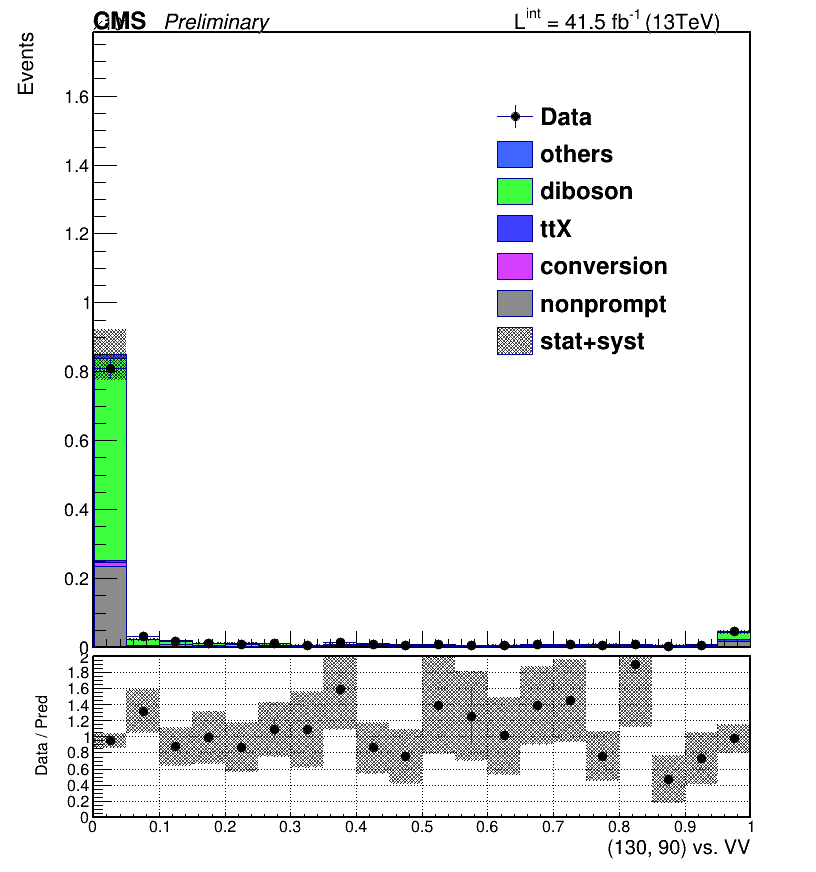 CMS Preliminary L^int = 41.5 fb^-1 (13TeV)
Events
1.6
1.4
1.2
1
0.8
0.6
0.4
0.2
0
Data
others
diboson
ttX
conversion
nonprompt
stat+syst
Data / Pred
2
1.8
1.6
1.4
1.2
1
0.8
0.6
0.4
0.2
0
0 0.1 0.2 0.3 0.4 0.5 0.6 0.7 0.8 0.9 1
(130, 90) vs. VV